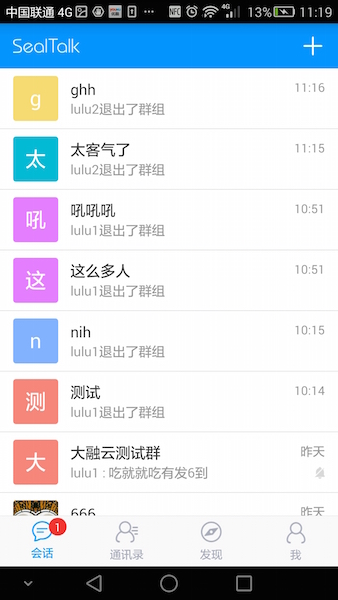 中国联通 4G 13% 11:19
SealTalk
g
ghh
11:16
lulu2退出了群组
太
太客气了
11:15
lulu2退出了群组
吼
吼吼吼
10:51
lulu1退出了群组
这
这么多人
10:51
lulu1退出了群组
n
nih
10:15
lulu1退出了群组
测
测试
10:14
lulu1退出了群组
大
大融云测试群
昨天
lulu1 : 吃就就吃有发6到
666
昨天
1
会话
通讯录
发现
我